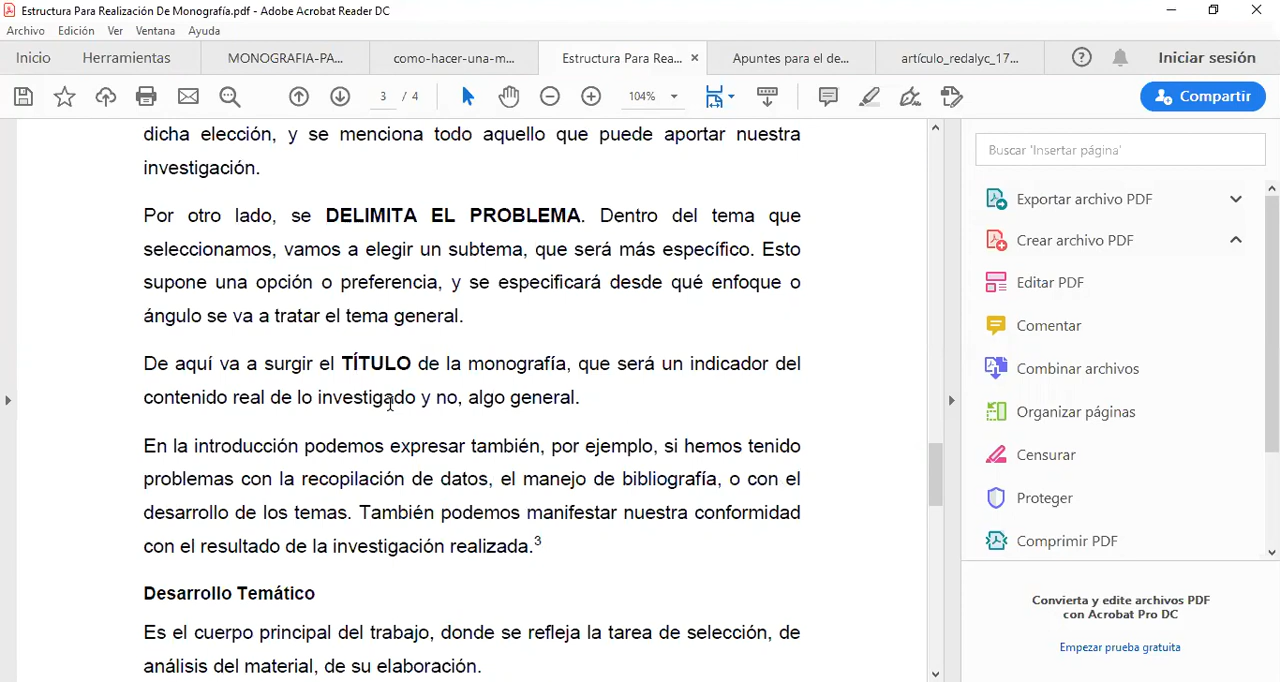 Estructura Para Realización De Monografía.pdf - Adobe Acrobat Reader DC
Archivo Edición Ver Ventana Ayuda
Inicio Herramientas MONOGRAFIA-PA... como-hacer-una-m... Estructura Para Rea... Apuntes para el de... artículo_redalyc_17... Iniciar sesión
3 / 4 104% Compartir
dicha elección, y se menciona todo aquello que puede aportar nuestra
investigación.
Por otro lado, se DELIMITA EL PROBLEMA. Dentro del tema que
seleccionamos, vamos a elegir un subtema, que será más específico. Esto
supone una opción o preferencia, y se especificará desde qué enfoque o
ángulo se va a tratar el tema general.
De aquí va a surgir el TÍTULO de la monografía, que será un indicador del
contenido real de lo investigado y no, algo general.
En la introducción podemos expresar también, por ejemplo, si hemos tenido
problemas con la recopilación de datos, el manejo de bibliografía, o con el
desarrollo de los temas. También podemos manifestar nuestra conformidad
con el resultado de la investigación realizada.³
Desarrollo Temático
Es el cuerpo principal del trabajo, donde se refleja la tarea de selección, de
análisis del material, de su elaboración.
Buscar 'Insertar página'
Exportar archivo PDF
Crear archivo PDF
Editar PDF
Comentar
Combinar archivos
Organizar páginas
Censurar
Proteger
Comprimir PDF
Convierta y edite archivos PDF
con Acrobat Pro DC
Empezar prueba gratuita